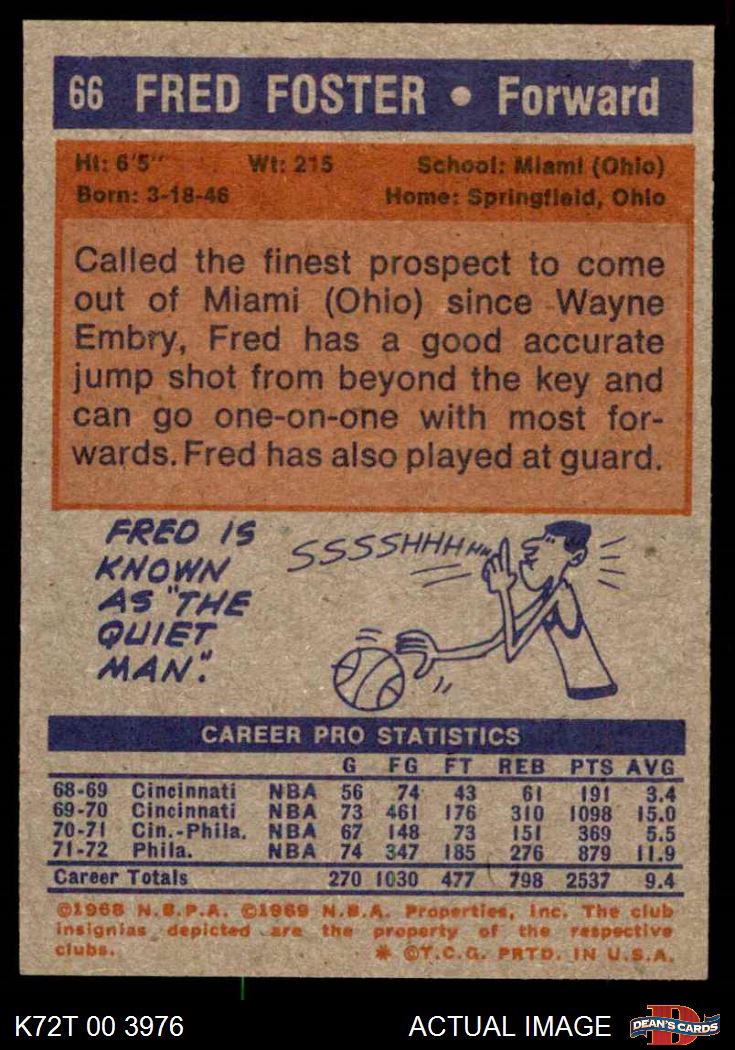 66 FRED FOSTER • Forward
Ht: 6'5" Wt: 215 School: Miami (Ohio)
Born: 3-18-46 Home: Springfield, Ohio
Called the finest prospect to come
out of Miami (Ohio) since Wayne
Embry, Fred has a good accurate
jump shot from beyond the key and
can go one-on-one with most for-
wards. Fred has also played at guard.
FRED IS
KNOWN
AS "THE
QUIET
MAN."
SSSSHHHHHH
CAREER PRO STATISTICS
G FG FT REB PTS AVG
68-69 Cincinnati NBA 56 74 43 61 191 3.4
69-70 Cincinnati NBA 73 461 176 310 1098 15.0
70-71 Cin.-Phila. NBA 67 148 73 151 369 5.5
71-72 Phila. NBA 74 347 185 276 879 11.9
Career Totals 270 1030 477 798 2537 9.4
©1968 N.B.P.A. ©1969 N.B.A. Properties, Inc. The club
insignias depicted are the property of the respective
clubs. * ©T.C.G. PRTD. IN U.S.A.
K72T 00 3976 ACTUAL IMAGE D DEAN'S CARDS